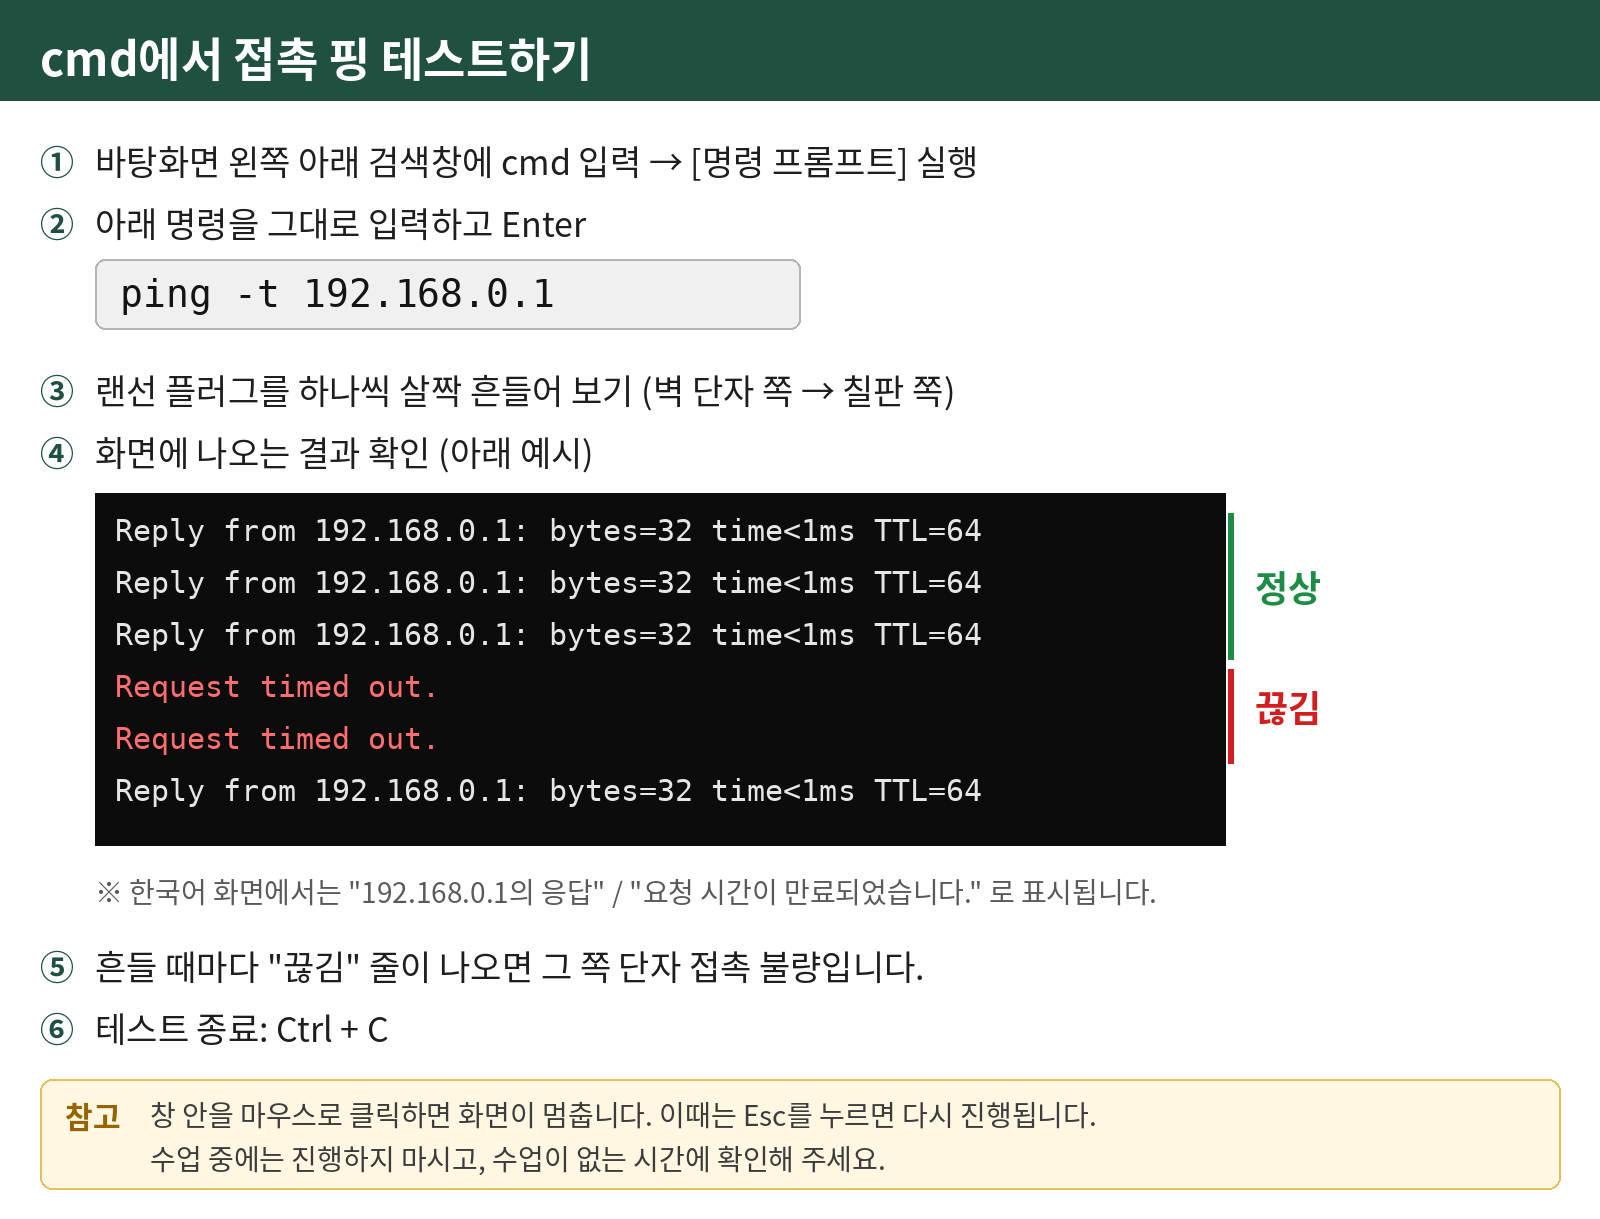 cmd에서 접촉 핑 테스트하기
① 바탕화면 왼쪽 아래 검색창에 cmd 입력 → [명령 프롬프트] 실행
② 아래 명령을 그대로 입력하고 Enter
ping -t 192.168.0.1
③ 랜선 플러그를 하나씩 살짝 흔들어 보기 (벽 단자 쪽 → 칠판 쪽)
④ 화면에 나오는 결과 확인 (아래 예시)
Reply from 192.168.0.1: bytes=32 time<1ms TTL=64
Reply from 192.168.0.1: bytes=32 time<1ms TTL=64
정상
Reply from 192.168.0.1: bytes=32 time<1ms TTL=64
Request timed out.
끊김
Request timed out.
Reply from 192.168.0.1: bytes=32 time<1ms TTL=64
※ 한국어 화면에서는 "192.168.0.1의 응답" / "요청 시간이 만료되었습니다." 로 표시됩니다.
⑤ 흔들 때마다 "끊김" 줄이 나오면 그 쪽 단자 접촉 불량입니다.
⑥ 테스트 종료: Ctrl + C
참고 창 안을 마우스로 클릭하면 화면이 멈춥니다. 이때는 Esc를 누르면 다시 진행됩니다.
수업 중에는 진행하지 마시고, 수업이 없는 시간에 확인해 주세요.